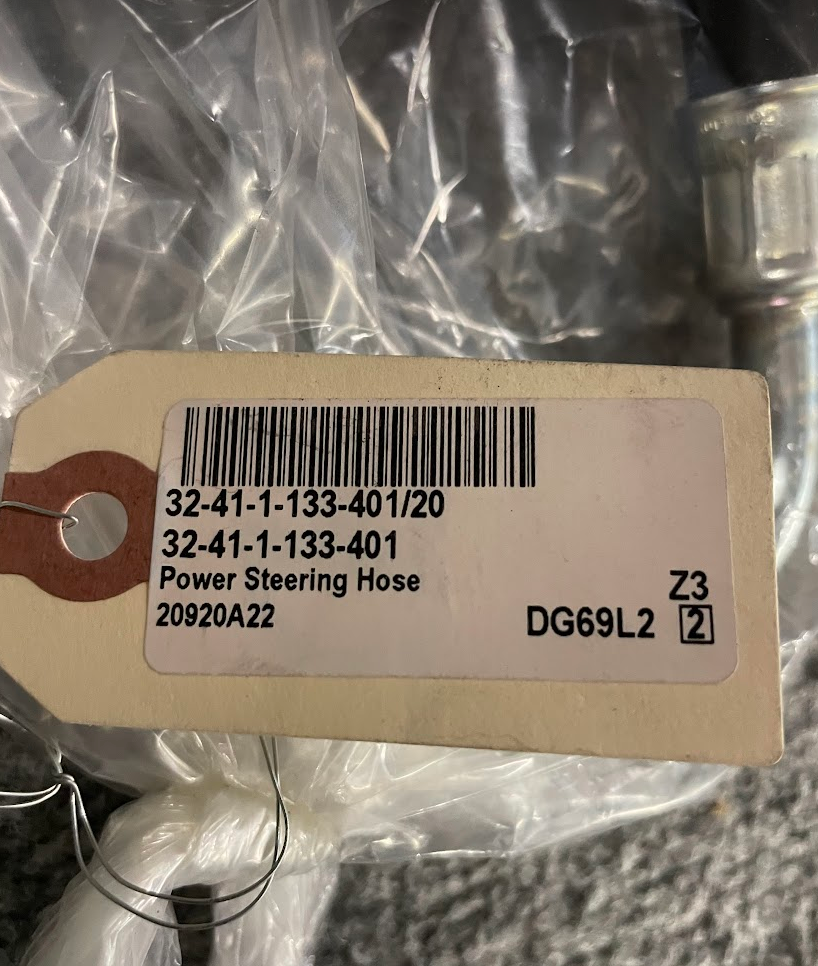 32-41-1-133-401/20
32-41-1-133-401
Power Steering Hose
Z3
20920A22
DG69L2 2